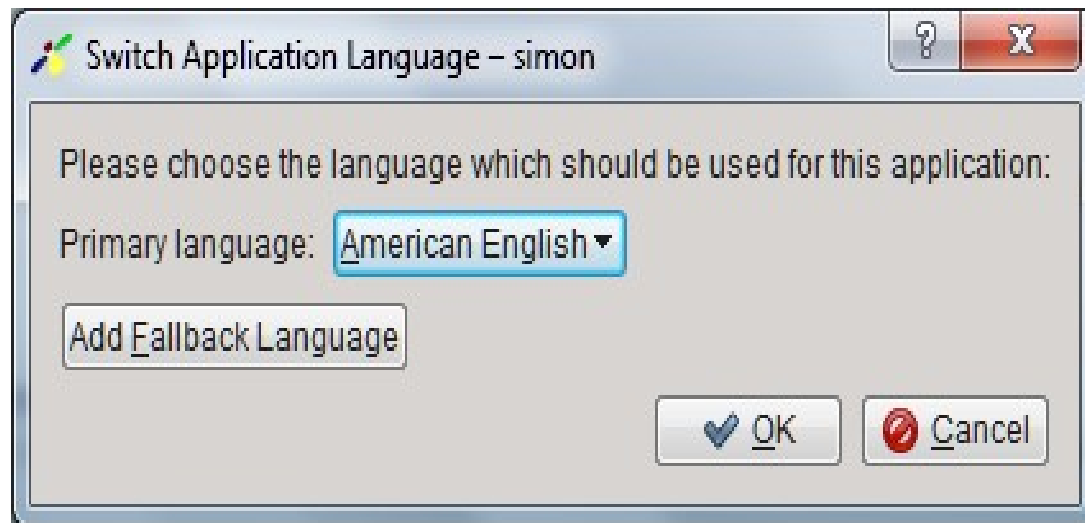 Switch Application Language – simon
Please choose the language which should be used for this application:
Primary language: American English
Add Fallback Language
OK Cancel